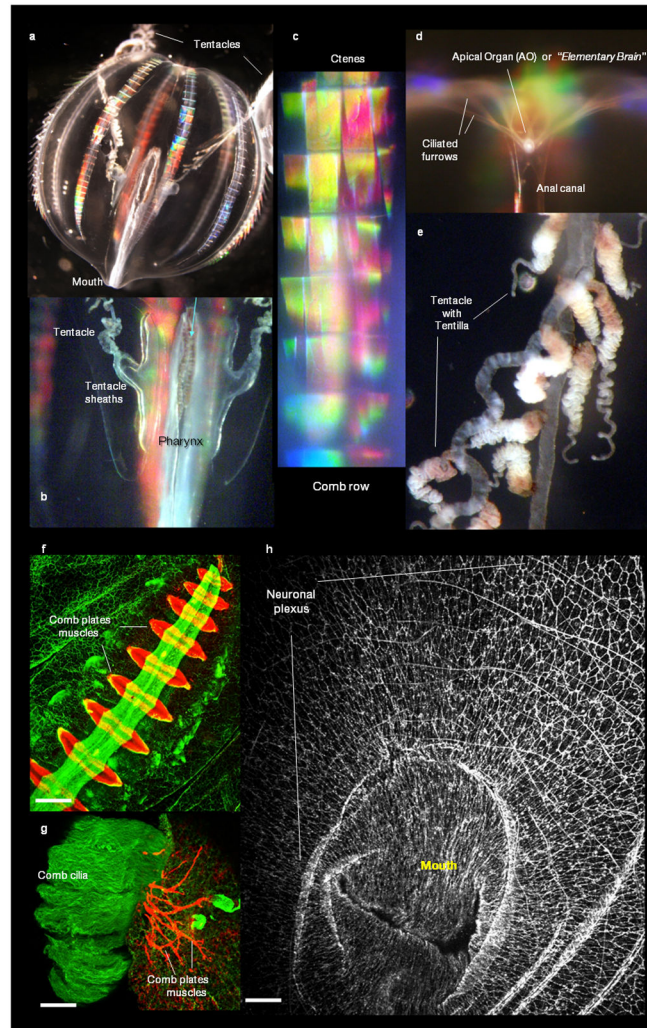 a
Tentacles
Mouth
Tentacle
Tentacle
sheaths
Pharynx
b
c
Ctenes
Comb row
d
Apical Organ (AO) or "Elementary Brain"
Ciliated
furrows
Anal canal
e
Tentacle
with
Tentilla
f
Comb plates
muscles
g
Comb cilia
Comb plates
muscles
h
Neuronal
plexus
Mouth